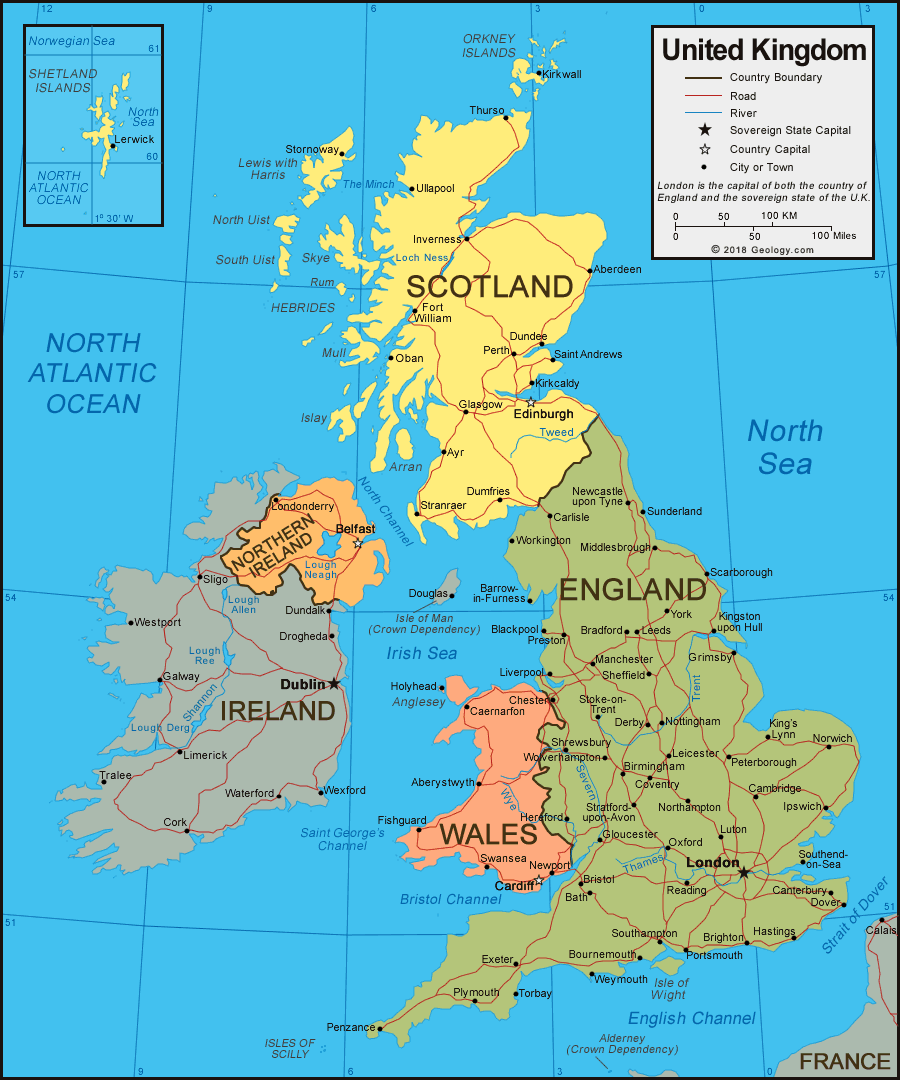 12
9
6
3
0
3
Norwegian Sea
61
SHETLAND
ISLANDS
North
Sea
Lerwick
60
NORTH
ATLANTIC
OCEAN
1° 30' W
United Kingdom
Country Boundary
Road
River
Sovereign State Capital
Country Capital
City or Town
London is the capital of both the country of
England and the sovereign state of the U.K.
0 50 100 KM
0 50 100 Miles
© 2018 Geology.com
ORKNEY
ISLANDS
Kirkwall
Thurso
Stornoway
Lewis with
Harris
The Minch
Ullapool
North Uist
South Uist
Skye
Inverness
Loch Ness
Rum
HEBRIDES
SCOTLAND
Aberdeen
57
57
Fort
William
Mull
Oban
Dundee
Perth
Saint Andrews
Kirkcaldy
Glasgow
Edinburgh
Islay
Tweed
Arran
Ayr
NORTH
ATLANTIC
OCEAN
North
Sea
North Channel
Dumfries
Stranraer
Londonderry
NORTHERN
IRELAND
Belfast
Lough
Neagh
Newcastle
upon Tyne
Sunderland
Carlisle
Workington
Middlesbrough
ENGLAND
Scarborough
54
54
Sligo
Lough
Allen
Dundalk
Douglas
Isle of Man
(Crown Dependency)
Barrow-
in-Furness
York
Kingston
upon Hull
Westport
Drogheda
Blackpool
Preston
Bradford
Leeds
Lough
Ree
Irish Sea
Manchester
Grimsby
Galway
Shannon
Dublin
Holyhead
Anglesey
Liverpool
Sheffield
Trent
IRELAND
Caernarfon
Chester
Stoke-on-
Trent
Derby
Nottingham
King's
Lynn
Norwich
Lough Derg
Limerick
Shrewsbury
Wolverhampton
Leicester
Peterborough
Birmingham
Coventry
Tralee
Waterford
Wexford
Aberystwyth
Wye
Severn
Cambridge
Northampton
Ipswich
Stratford-
upon-Avon
Cork
Saint George's
Channel
Fishguard
WALES
Hereford
Gloucester
Luton
Oxford
Swansea
Newport
Cardiff
London
Southend-
on-Sea
Thames
Bristol Channel
Bristol
Bath
Reading
Canterbury
Dover
Strait of Dover
51
51
Calais
Southampton
Brighton
Hastings
Exeter
Bournemouth
Portsmouth
Weymouth
Isle of
Wight
Plymouth
Torbay
Penzance
English Channel
ISLES OF
SCILLY
Alderney
(Crown Dependency)
FRANCE
9
6
3
0